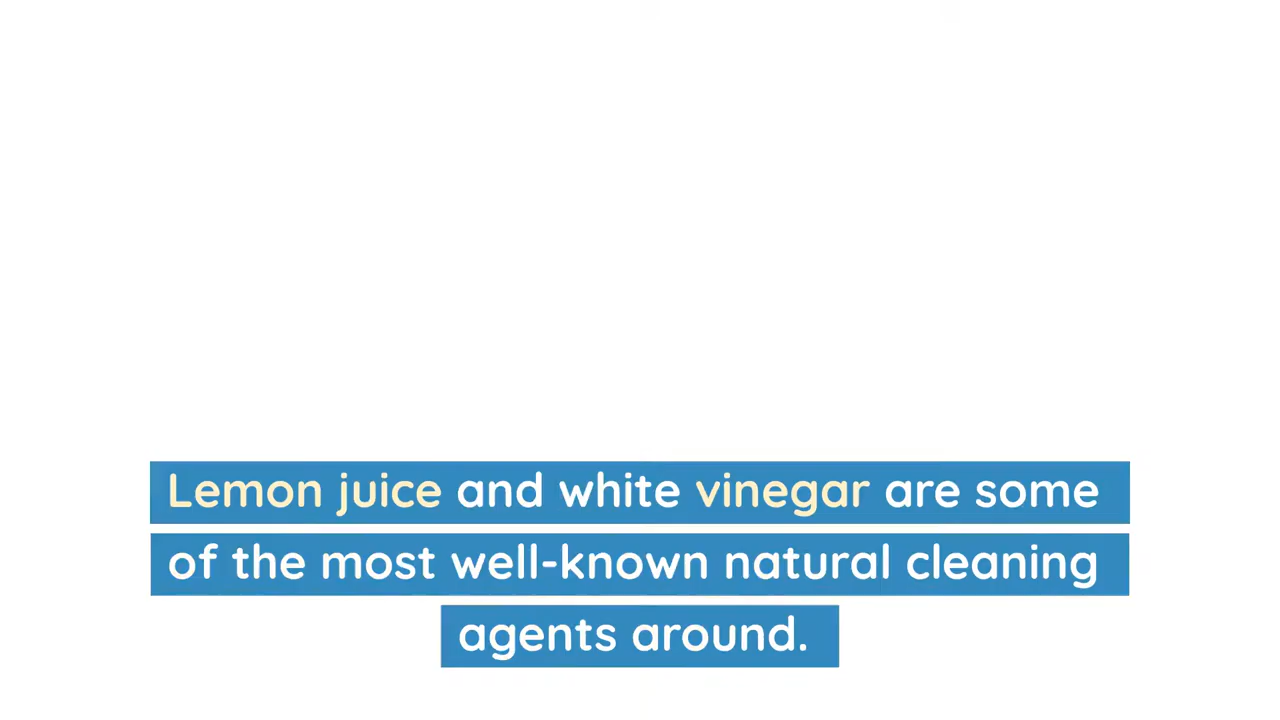 Lemon juice and white vinegar are some
of the most well-known natural cleaning
agents around.